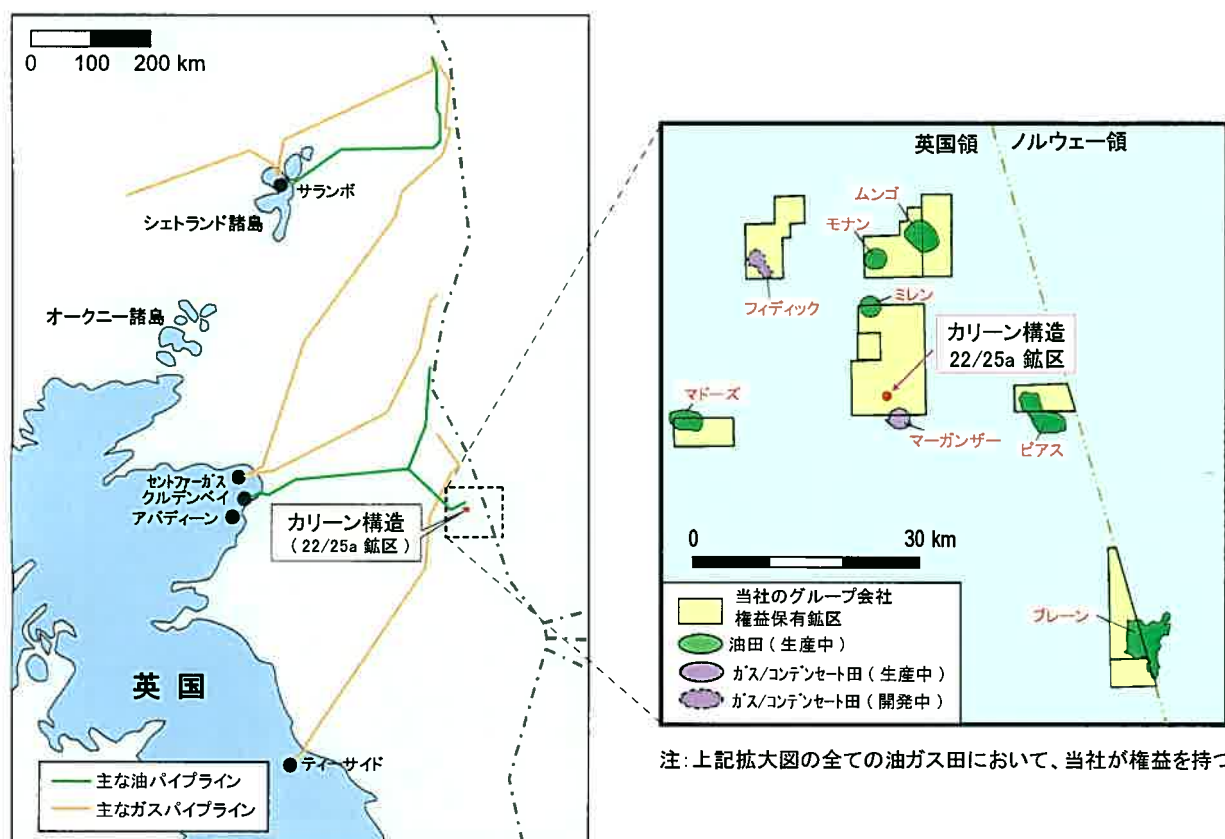 0 100 200 km
サランボ
シェトランド諸島
オークニー諸島
セントファーガス
クルデンベイ
アバディーン
カリーン構造
( 22/25a 鉱区 )
英 国
ティーサイド
主な油パイプライン
主なガスパイプライン
英国領 ノルウェー領
ムンゴ
モナン
フィディック
ミレン
カリーン構造
22/25a 鉱区
マドーズ
マーガンザー
ピアス
0 30 km
当社のグループ会社
権益保有鉱区
油田 ( 生産中 )
ガス/コンデンセート田 ( 生産中 )
ガス/コンデンセート田 ( 開発中 )
ブレーン
注：上記拡大図の全ての油ガス田において、当社が権益を持つ